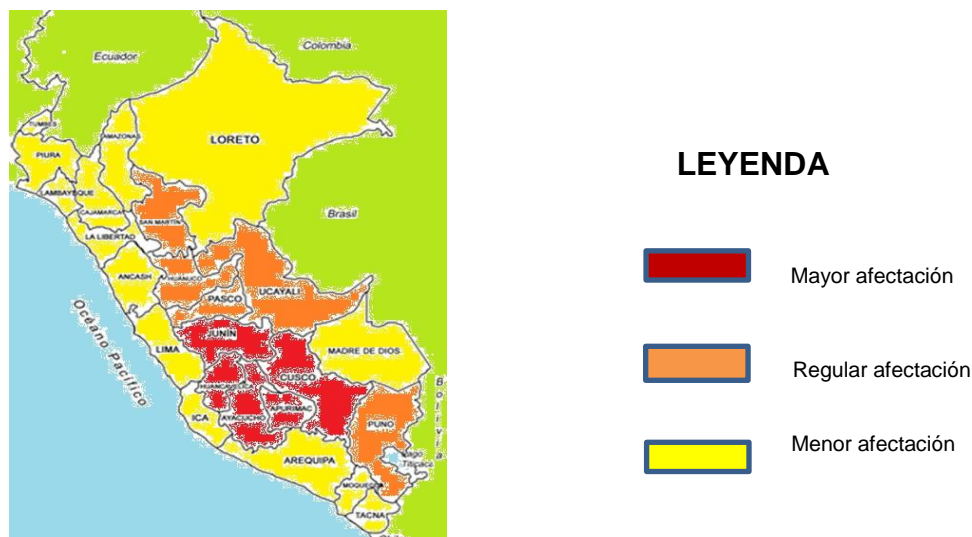 Colombia
Ecuador
TUMBES
AMAZONAS
LORETO
PIURA
LAMBAYEQUE
CAJAMARCA
SAN MARTIN
Brasil
LA LIBERTAD
ANCASH
HUANUCO
UCAYALI
PASCO
Océano Pacífico
JUNÍN
LIMA
MADRE DE DIOS
CUSCO
HUANCAVELICA
APURIMAC
ICA
AYACUCHO
PUNO
Bolivia
AREQUIPA
Lago
Titicaca
MOQUEGUA
TACNA
LEYENDA
Mayor afectación
Regular afectación
Menor afectación